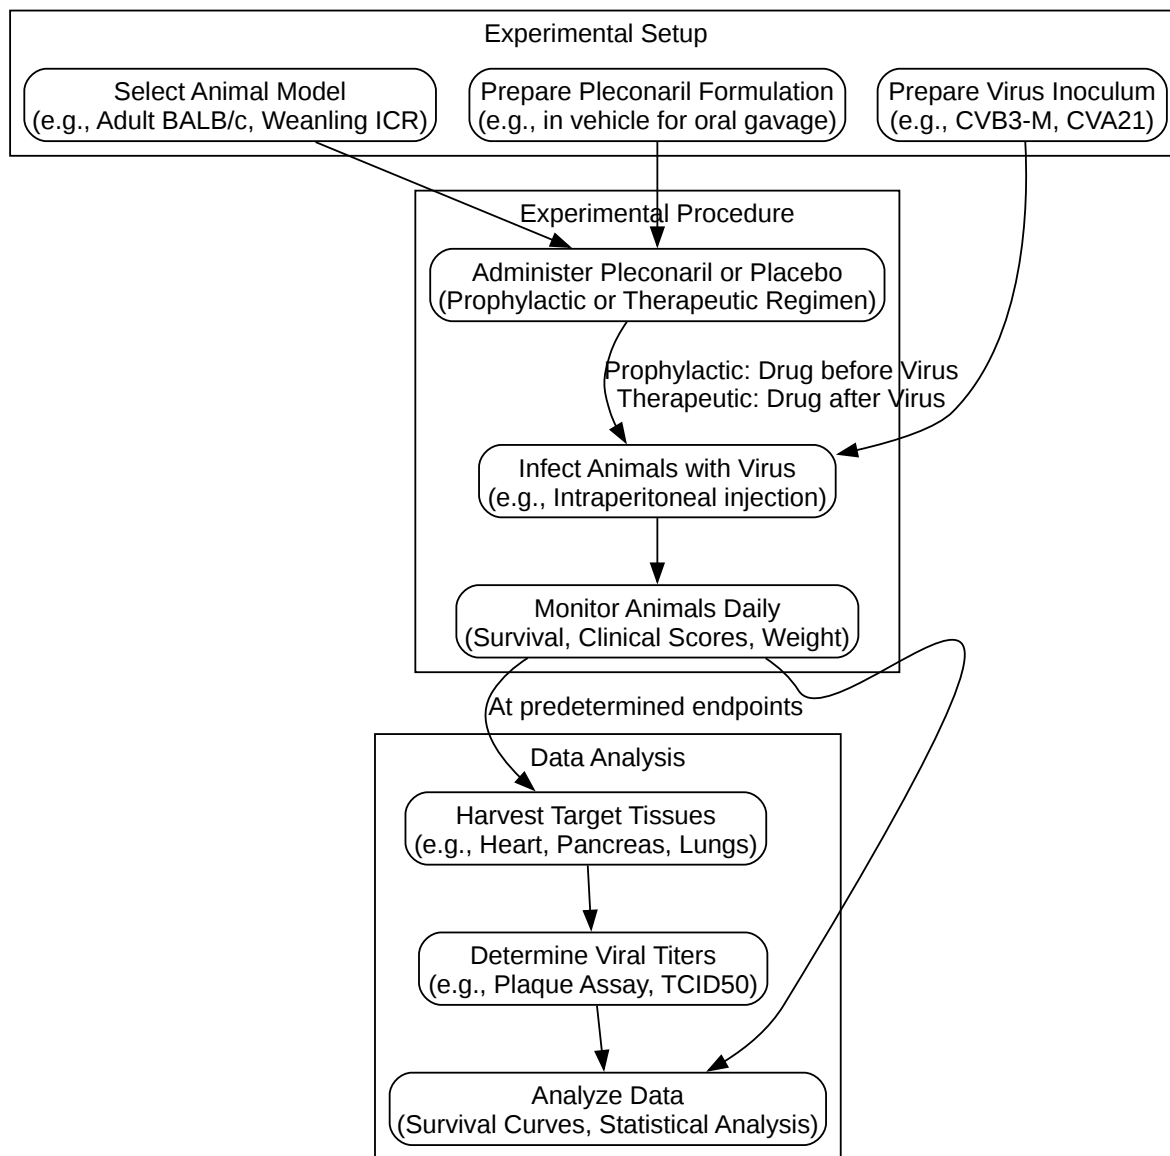 Experimental Setup
Select Animal Model
(e.g., Adult BALB/c, Weanling ICR)
Prepare Pleconaril Formulation
(e.g., in vehicle for oral gavage)
Prepare Virus Inoculum
(e.g., CVB3-M, CVA21)
Experimental Procedure
Administer Pleconaril or Placebo
(Prophylactic or Therapeutic Regimen)
Prophylactic: Drug before Virus
Therapeutic: Drug after Virus
Infect Animals with Virus
(e.g., Intraperitoneal injection)
Monitor Animals Daily
(Survival, Clinical Scores, Weight)
At predetermined endpoints
Data Analysis
Harvest Target Tissues
(e.g., Heart, Pancreas, Lungs)
Determine Viral Titers
(e.g., Plaque Assay, TCID50)
Analyze Data
(Survival Curves, Statistical Analysis)